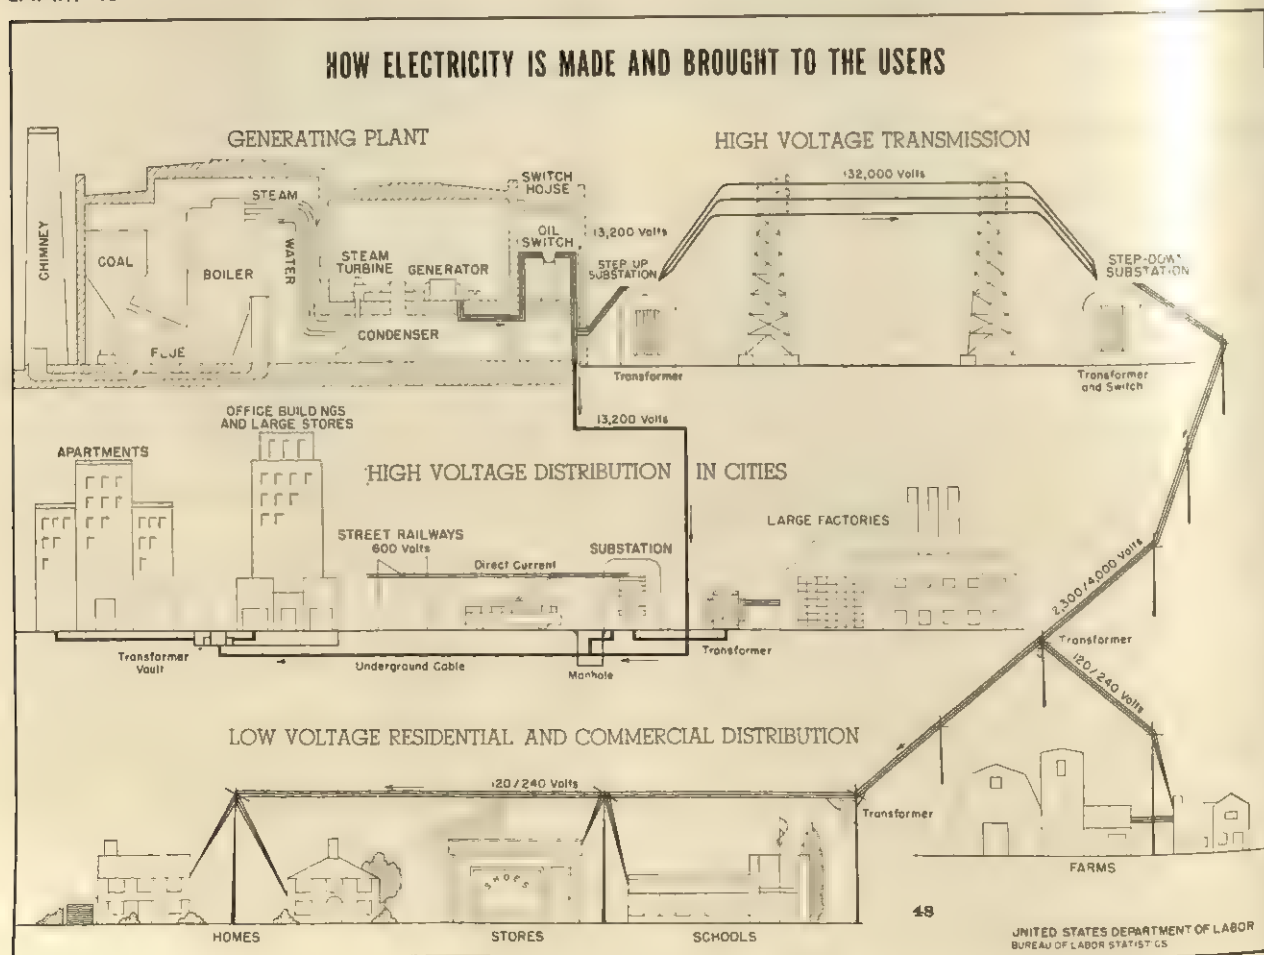 HOW ELECTRICITY IS MADE AND BROUGHT TO THE USERS
GENERATING PLANT
HIGH VOLTAGE TRANSMISSION
CHIMNEY
COAL
STEAM
BOILER
WATER
STEAM
TURBINE
GENERATOR
CONDENSER
FLUE
SWITCH
HOUSE
OIL
SWITCH
13,200 Volts
STEP UP
SUBSTATION
Transformer
132,000 Volts
STEP-DOWN
SUBSTATION
Transformer
and Switch
13,200 Volts
HIGH VOLTAGE DISTRIBUTION IN CITIES
APARTMENTS
OFFICE BUILDINGS
AND LARGE STORES
STREET RAILWAYS
600 Volts
Direct Current
SUBSTATION
LARGE FACTORIES
Transformer
Vault
Underground Cable
Manhole
Transformer
2,300/4,000 Volts
Transformer
120/240 Volts
LOW VOLTAGE RESIDENTIAL AND COMMERCIAL DISTRIBUTION
120/240 Volts
Transformer
SHOES
HOMES
STORES
SCHOOLS
FARMS
48
UNITED STATES DEPARTMENT OF LABOR
BUREAU OF LABOR STATISTICS